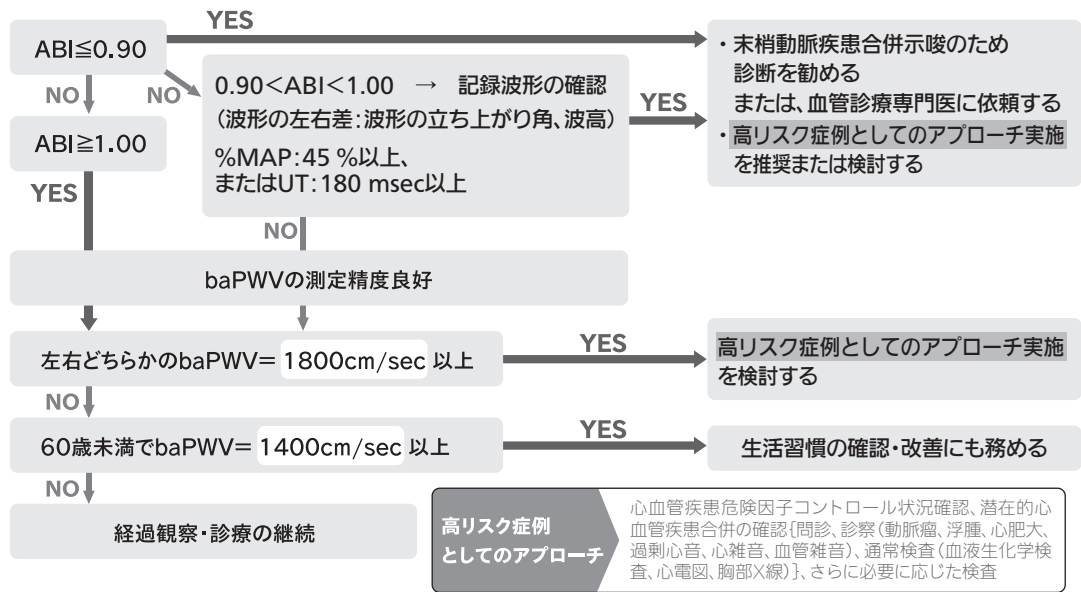 YES
ABI≦0.90
NO
NO
ABI≧1.00
YES
0.90<ABI<1.00 → 記録波形の確認
(波形の左右差:波形の立ち上がり角、波高)
%MAP:45 %以上、
またはUT:180 msec以上
YES
NO
・末梢動脈疾患合併示唆のため
診断を勧める
または、血管診療専門医に依頼する
・高リスク症例としてのアプローチ実施
を推奨または検討する
baPWVの測定精度良好
左右どちらかのbaPWV= 1800cm/sec 以上
YES
高リスク症例としてのアプローチ実施
を検討する
NO
60歳未満でbaPWV= 1400cm/sec 以上
YES
生活習慣の確認・改善にも務める
NO
経過観察・診療の継続
高リスク症例
としてのアプローチ
心血管疾患危険因子コントロール状況確認、潜在的心
血管疾患合併の確認{問診、診察(動脈瘤、浮腫、心肥大、
過剰心音、心雑音、血管雑音)、通常検査(血液生化学検
査、心電図、胸部X線)}、さらに必要に応じた検査